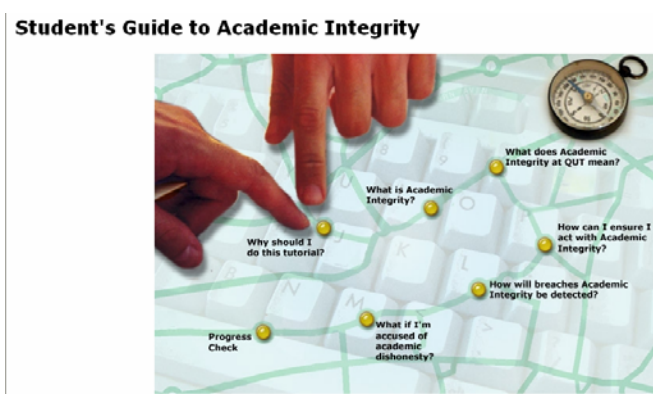 Student's Guide to Academic Integrity
What does Academic
Integrity at QUT mean?
What is Academic
Integrity?
Why should I
do this tutorial?
How can I ensure I
act with Academic
Integrity?
How will breaches Academic
Integrity be detected?
What if I'm
accused of
academic
dishonesty?
Progress
Check
U
8
9
O
P
J
K
L
B
N
M